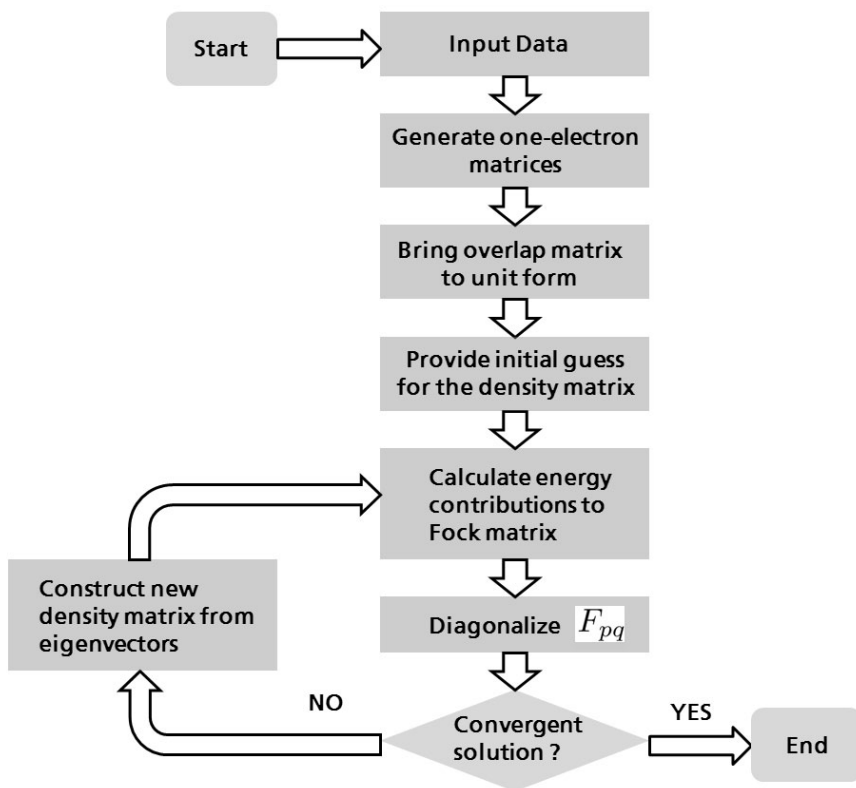 Start
Input Data
Generate one-electron
matrices
Bring overlap matrix
to unit form
Provide initial guess
for the density matrix
Calculate energy
contributions to
Fock matrix
Construct new
density matrix from
eigenvectors
Diagonalize F_{pq}
NO
Convergent
solution ?
YES
End